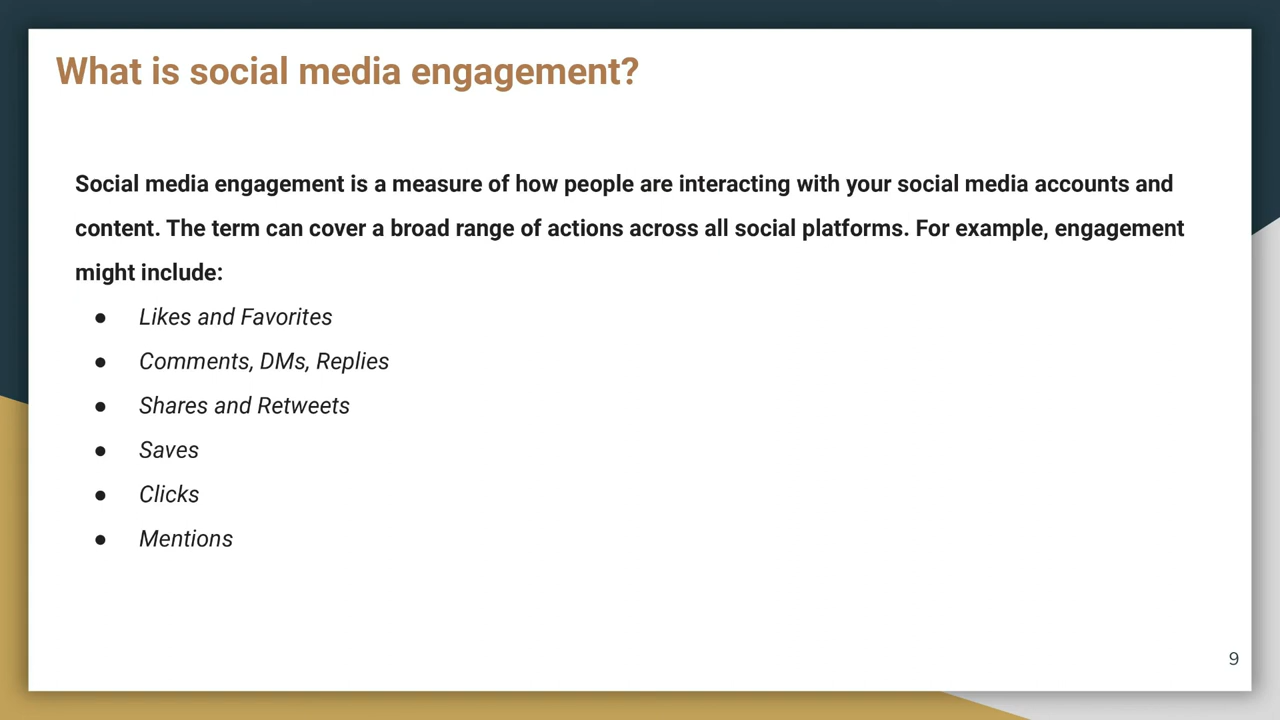 What is social media engagement?
Social media engagement is a measure of how people are interacting with your social media accounts and
content. The term can cover a broad range of actions across all social platforms. For example, engagement
might include:
● Likes and Favorites
● Comments, DMs, Replies
● Shares and Retweets
● Saves
● Clicks
● Mentions
9